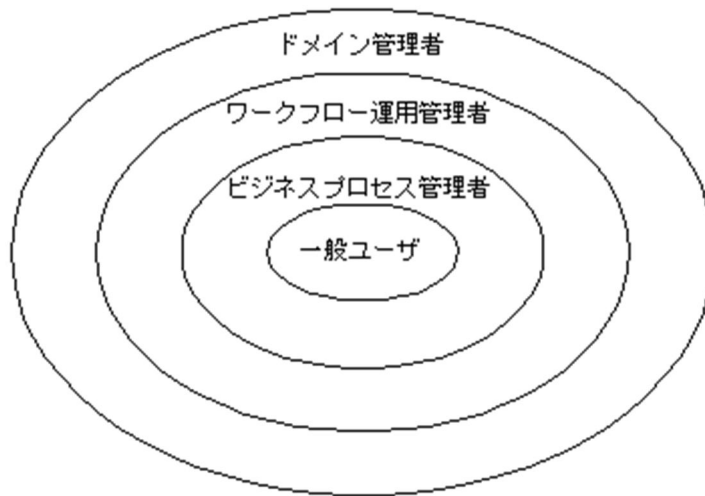 ドメイン管理者
ワークフロー運用管理者
ビジネスプロセス管理者
一般ユーザ